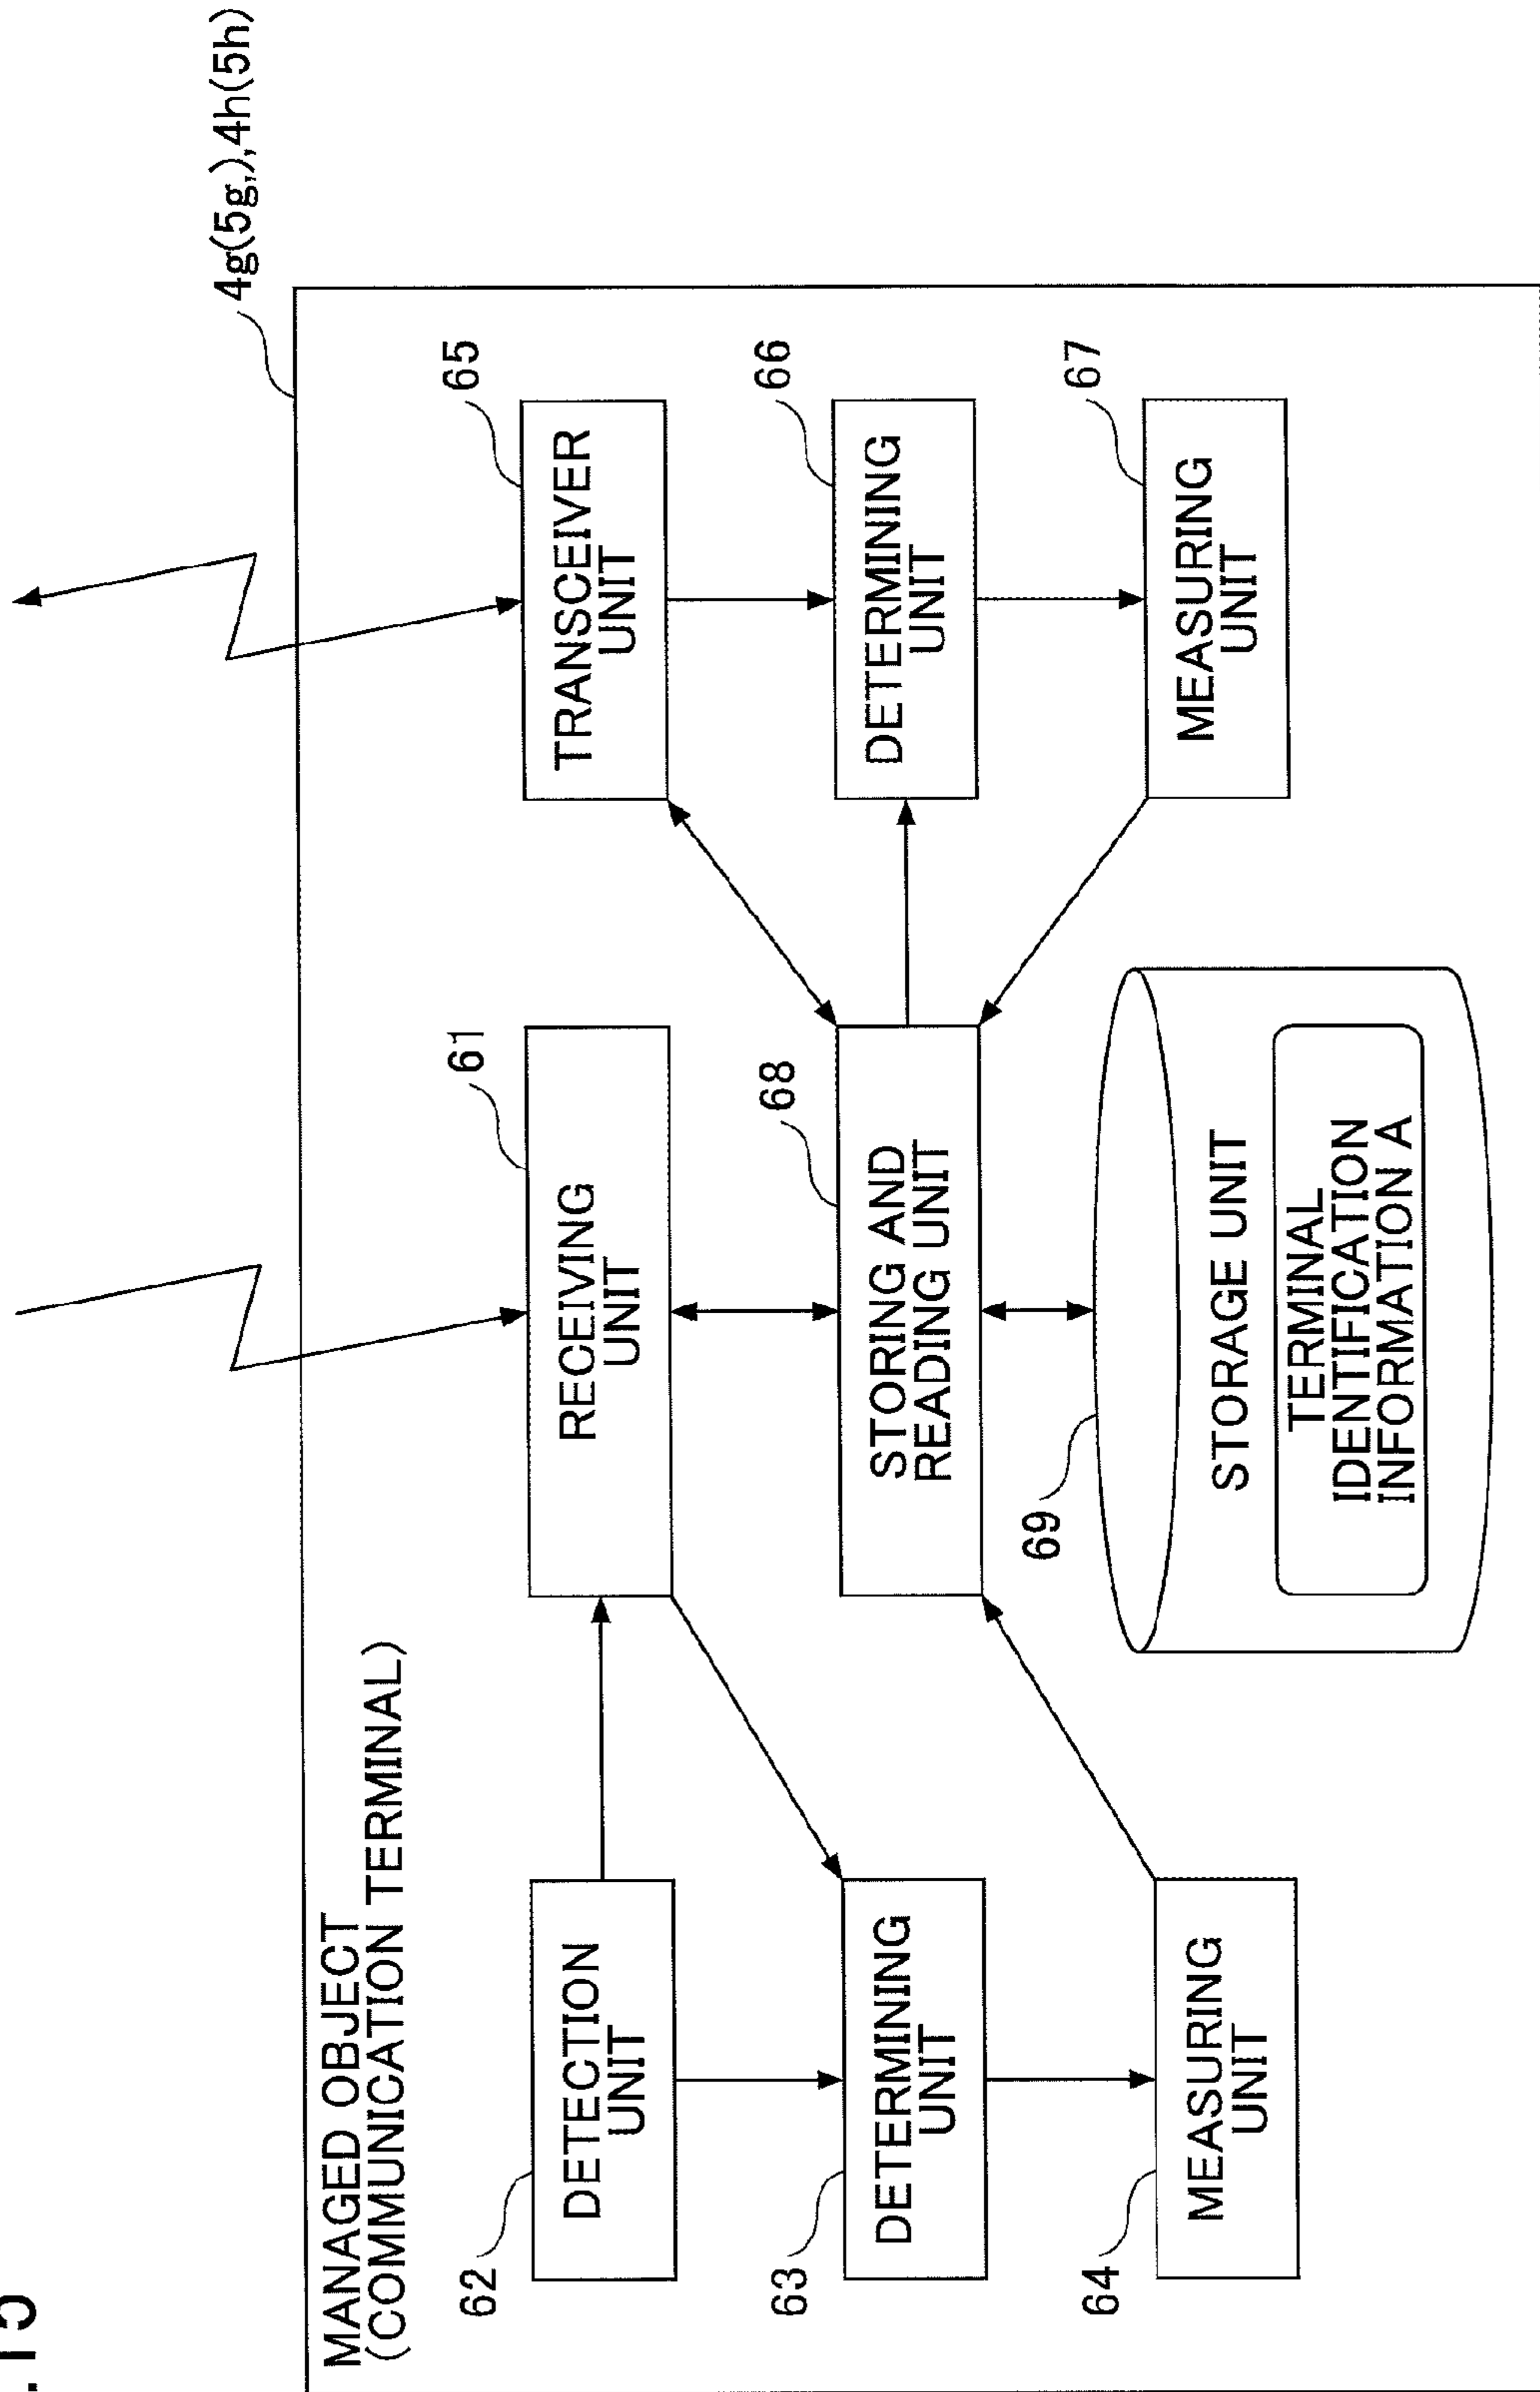 .15
4g(5g,),4h(5h)
MANAGED OBJECT
(COMMUNICATION TERMINAL)
62
DETECTION
UNIT
61
RECEIVING
UNIT
65
TRANSCEIVER
UNIT
63
DETERMINING
UNIT
68
STORING AND
READING UNIT
66
DETERMINING
UNIT
64
MEASURING
UNIT
69
STORAGE UNIT
TERMINAL
IDENTIFICATION
INFORMATION A
67
MEASURING
UNIT